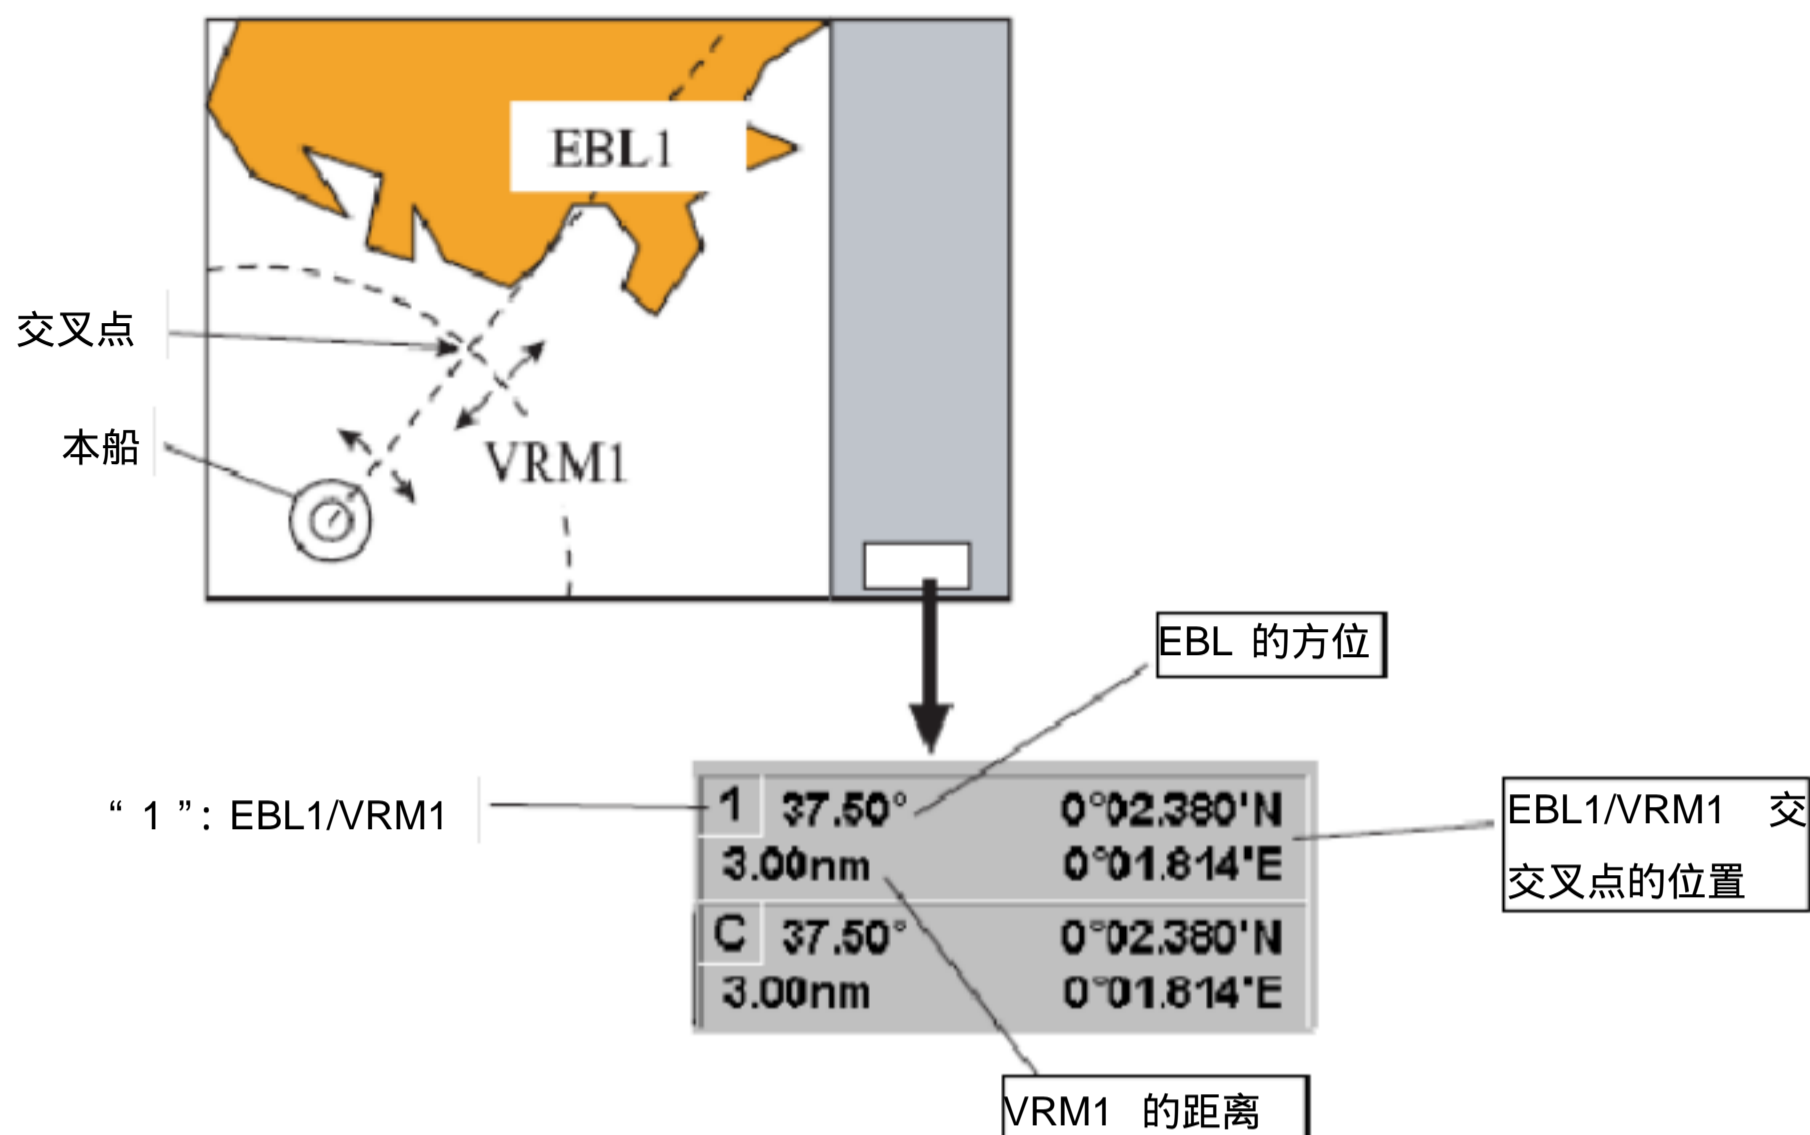 EBL1
交叉点
本船
VRM1
EBL 的方位
“ 1 ”: EBL1/VRM1
1 37.50° 0°02.380'N
3.00nm 0°01.814'E
C 37.50° 0°02.380'N
3.00nm 0°01.814'E
EBL1/VRM1 交
交叉点的位置
VRM1 的距离